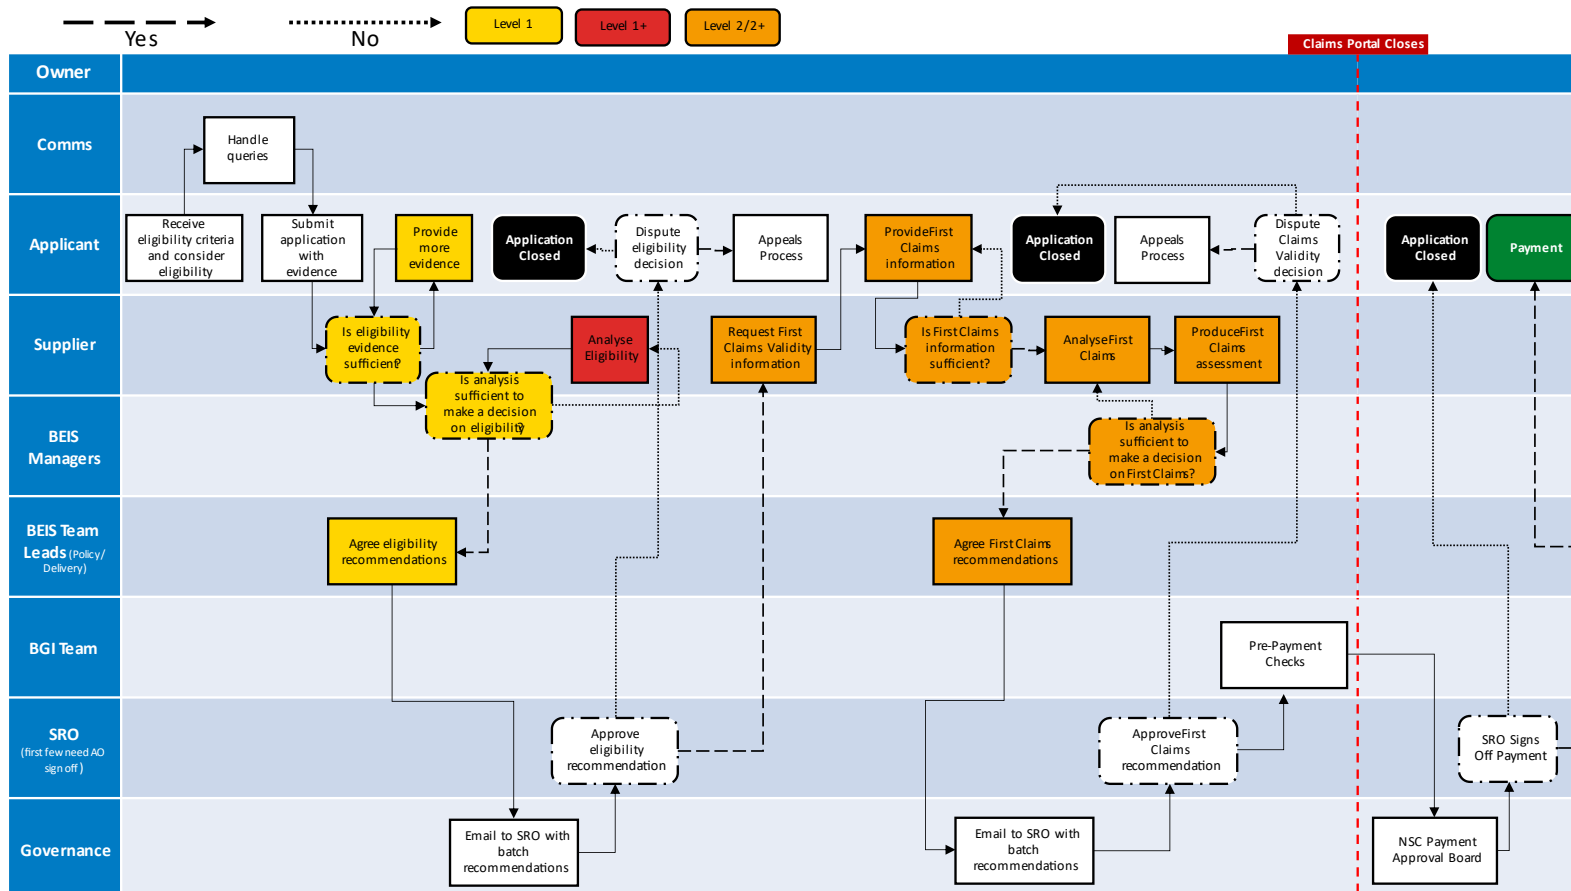 Yes
No
Level 1
Level 1+
Level 2/2+
Claims Portal Closes
Owner
Comms
Handle
queries
Applicant
Receive
eligibility criteria
and consider
eligibility
Submit
application
with
evidence
Provide
more
evidence
Application
Closed
Dispute
eligibility
decision
Appeals
Process
ProvideFirst
Claims
information
Application
Closed
Appeals
Process
Dispute
Claims
Validity
decision
Application
Closed
Payment
Supplier
Is eligibility
evidence
sufficient?
Is analysis
sufficient to
make a decision
on eligibility?
Analyse
Eligibility
Request First
Claims Validity
information
Is First Claims
information
sufficient?
AnalyseFirst
Claims
ProduceFirst
Claims
assessment
BEIS
Managers
Is analysis
sufficient to
make a decision
on First Claims?
BEIS Team
Leads (Policy/
Delivery)
Agree eligibility
recommendations
Agree First Claims
recommendations
BGI Team
Pre-Payment
Checks
SRO
(first few need AO
sign off)
Approve
eligibility
recommendation
ApproveFirst
Claims
recommendation
SRO Signs
Off Payment
Governance
Email to SRO with
batch
recommendations
Email to SRO with
batch
recommendations
NSC Payment
Approval Board